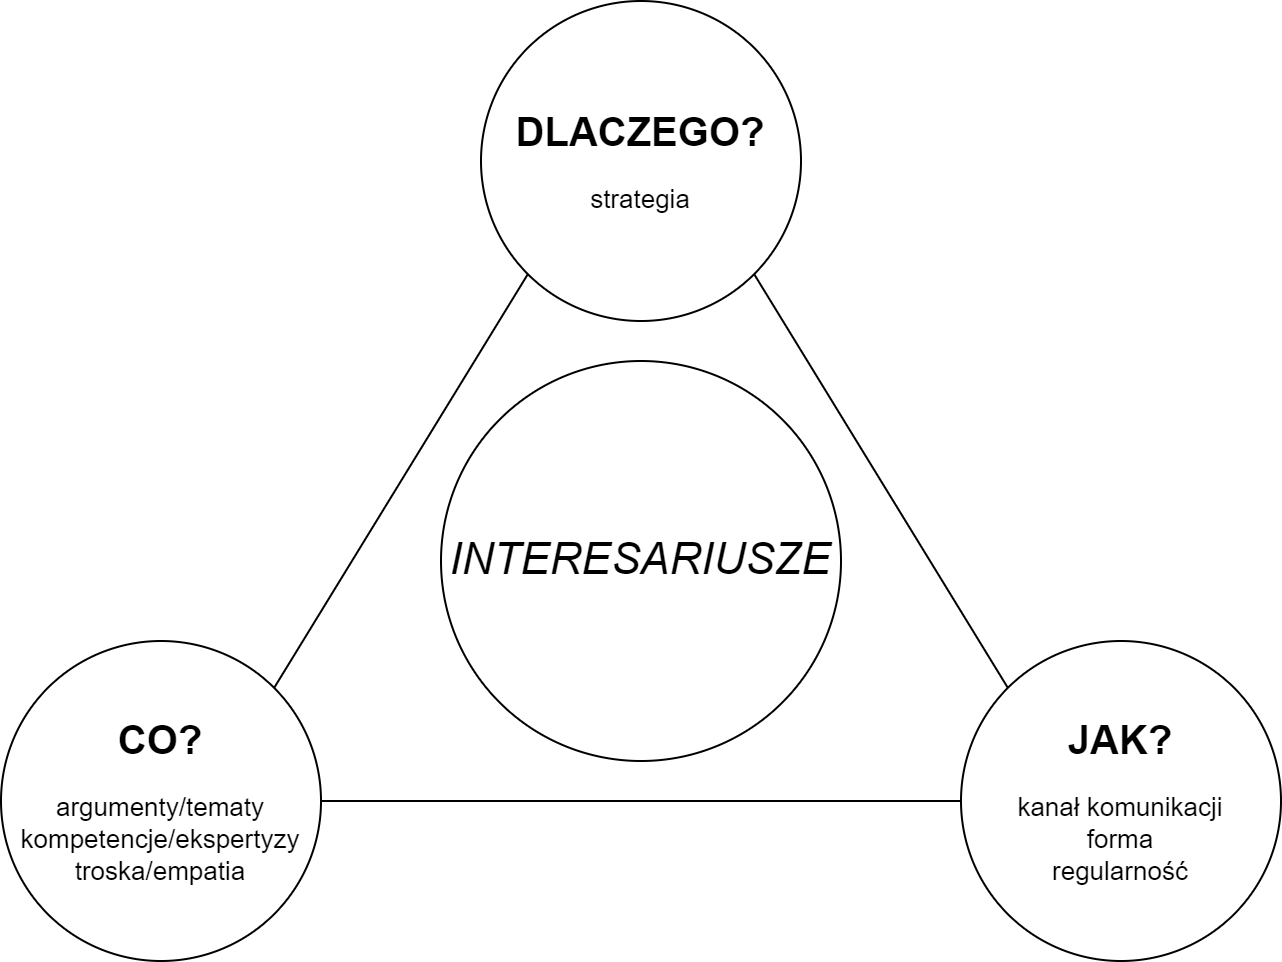 DLACZEGO?
strategia
INTERESARIUSZE
CO?
argumenty/tematy
kompetencje/ekspertyzy
troska/empatia
JAK?
kanał komunikacji
forma
regularność